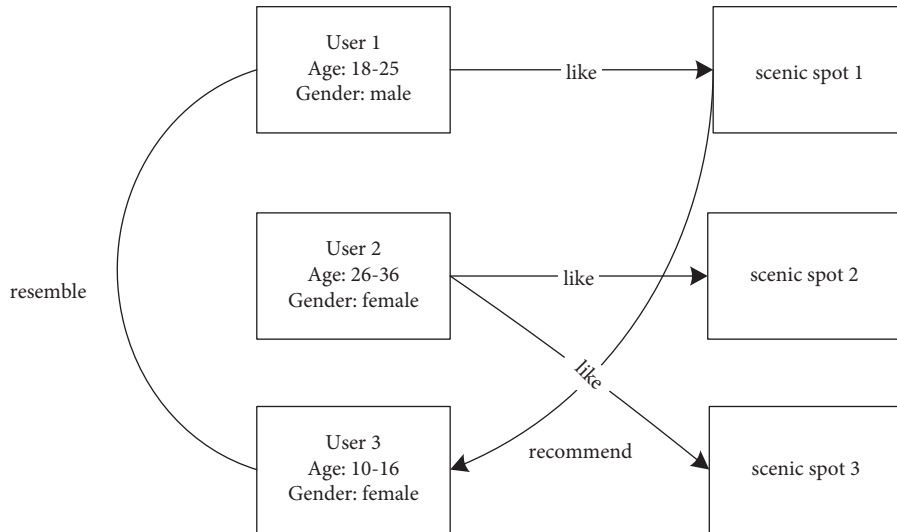 User 1
Age: 18-25
Gender: male
like
scenic spot 1
User 2
Age: 26-36
Gender: female
like
scenic spot 2
resemble
like
User 3
Age: 10-16
Gender: female
recommend
scenic spot 3